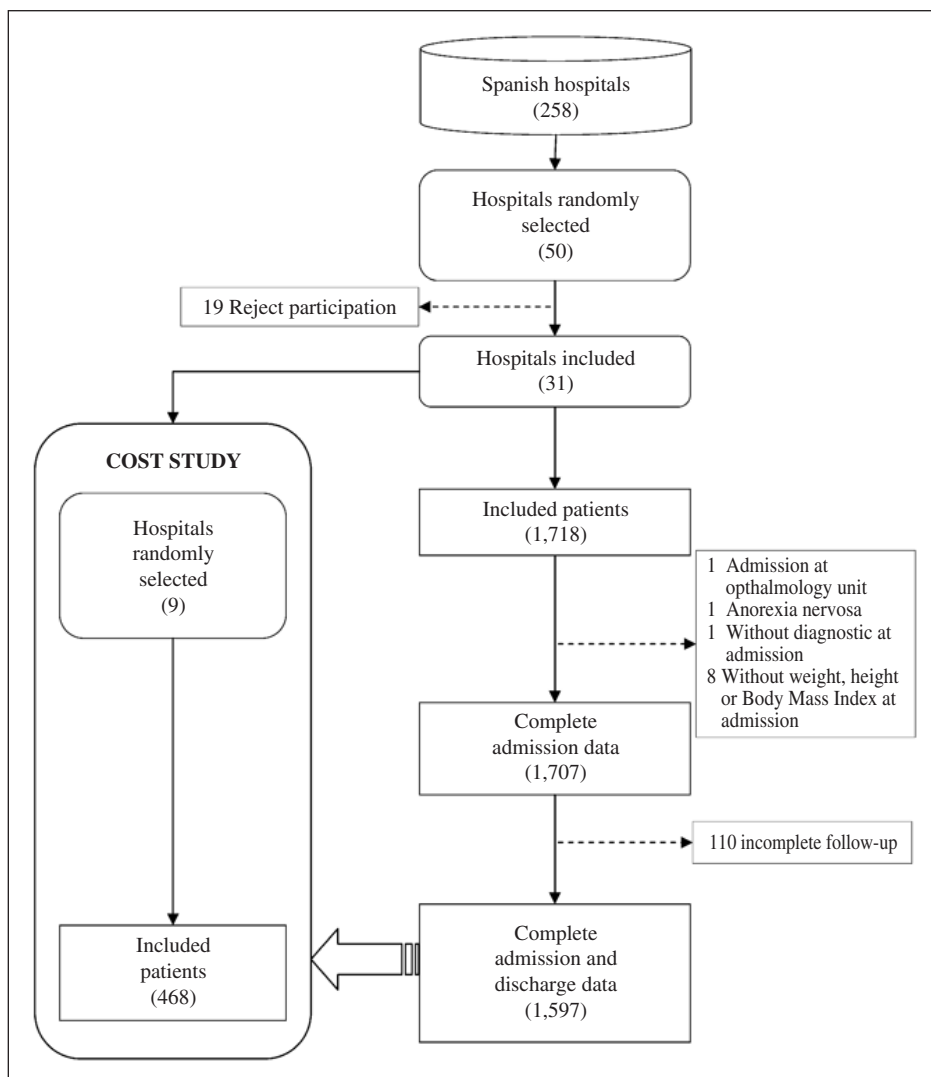 Spanish hospitals
(258)
Hospitals randomly
selected
(50)
19 Reject participation
Hospitals included
(31)
COST STUDY
Hospitals
randomly
selected
(9)
Included patients
(1,718)
1 Admission at
opthalmology unit
1 Anorexia nervosa
1 Without diagnostic at
admission
8 Without weight, height
or Body Mass Index at
admission
Complete
admission data
(1,707)
110 incomplete follow-up
Included
patients
(468)
Complete
admission and
discharge data
(1,597)